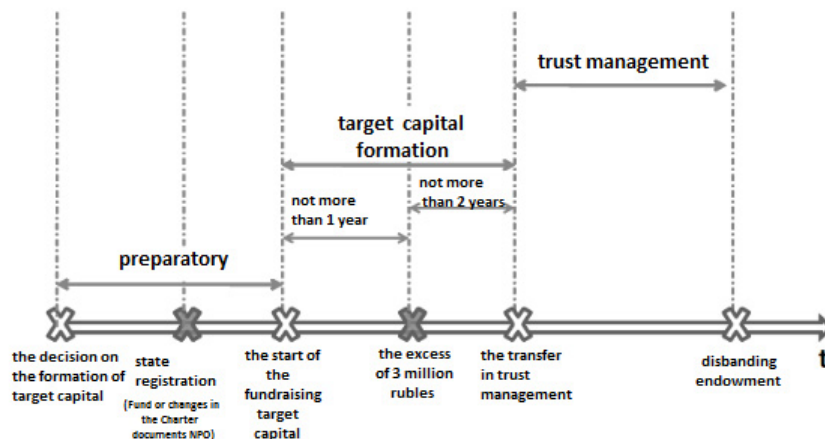 trust management
target capital
formation
not more
than 1 year
not more
than 2 years
preparatory
the decision on
the formation of
target capital
state
registration
(Fund or changes in
the Charter
documents NPO)
the start of
the
fundraising
target
capital
the excess
of 3 million
rubles
the transfer
in trust
management
disbanding
endowment
t